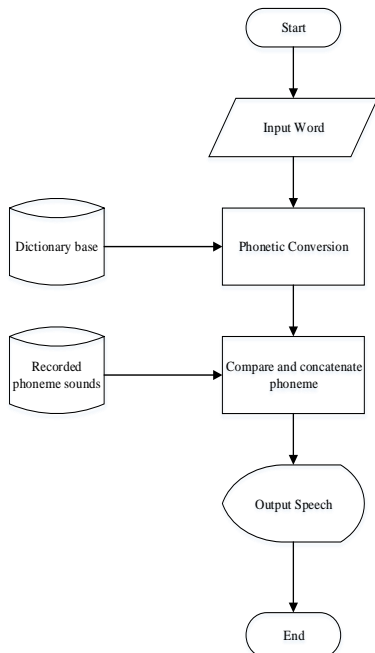 Start
Input Word
Dictionary base
Phonetic Conversion
Recorded
phoneme sounds
Compare and concatenate
phoneme
Output Speech
End